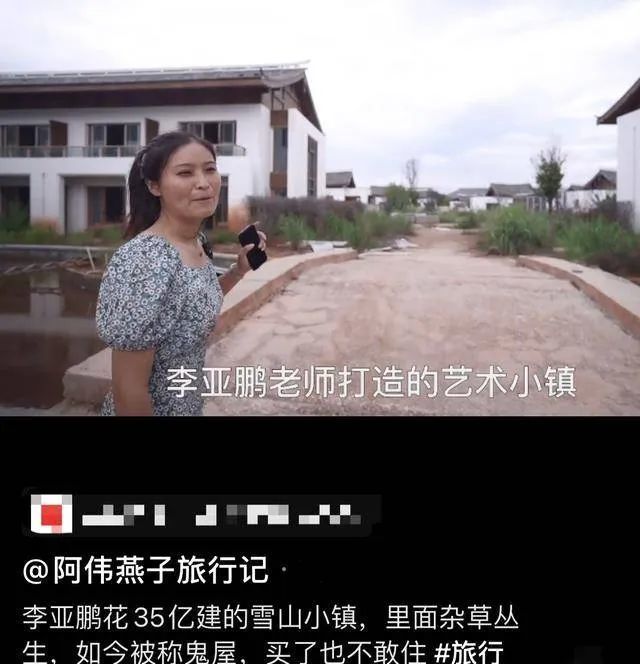 李亚鹏老师打造的艺术小镇
@阿伟燕子旅行记·
李亚鹏花35亿建的雪山小镇，里面杂草丛
生，如今被称鬼屋，买了也不敢住 #旅行